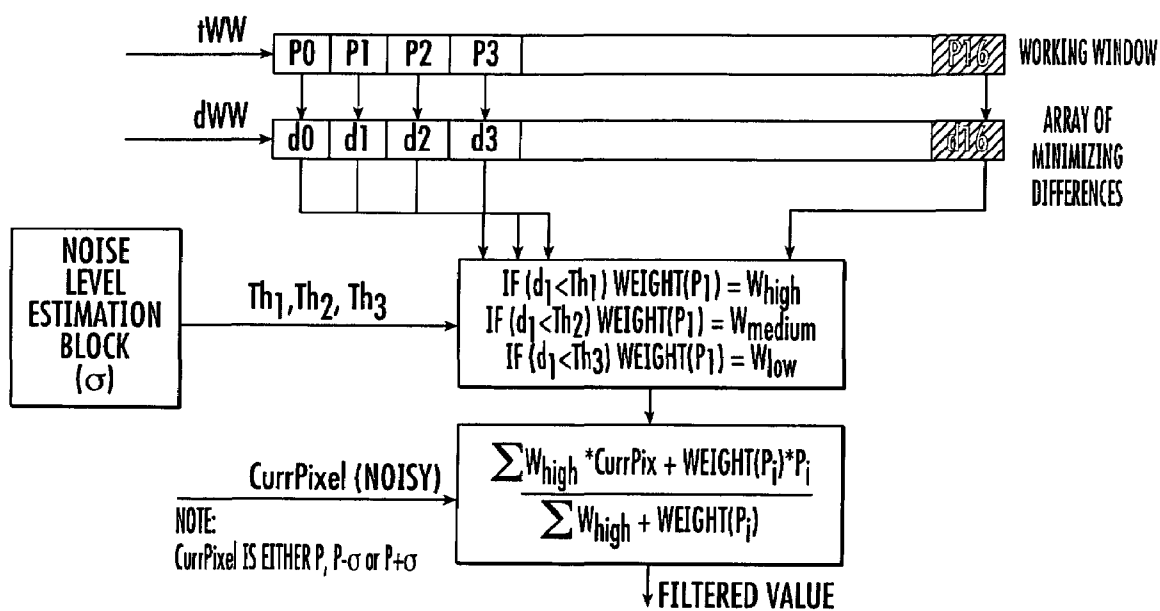 tWW
P0 P1 P2 P3 P16
WORKING WINDOW
dWW
d0 d1 d2 d3 d16
ARRAY OF
MINIMIZING
DIFFERENCES
NOISE
LEVEL
ESTIMATION
BLOCK
(σ)
Th1,Th2, Th3
IF (d1<Th1) WEIGHT(P1) = Whigh
IF (d1<Th2) WEIGHT(P1) = Wmedium
IF (d1<Th3) WEIGHT(P1) = Wlow
CurrPixel (NOISY)
NOTE:
CurrPixel IS EITHER P, P-σ or P+σ
∑Whigh *CurrPix + WEIGHT(Pi)*Pi
∑ Whigh + WEIGHT(Pi)
FILTERED VALUE